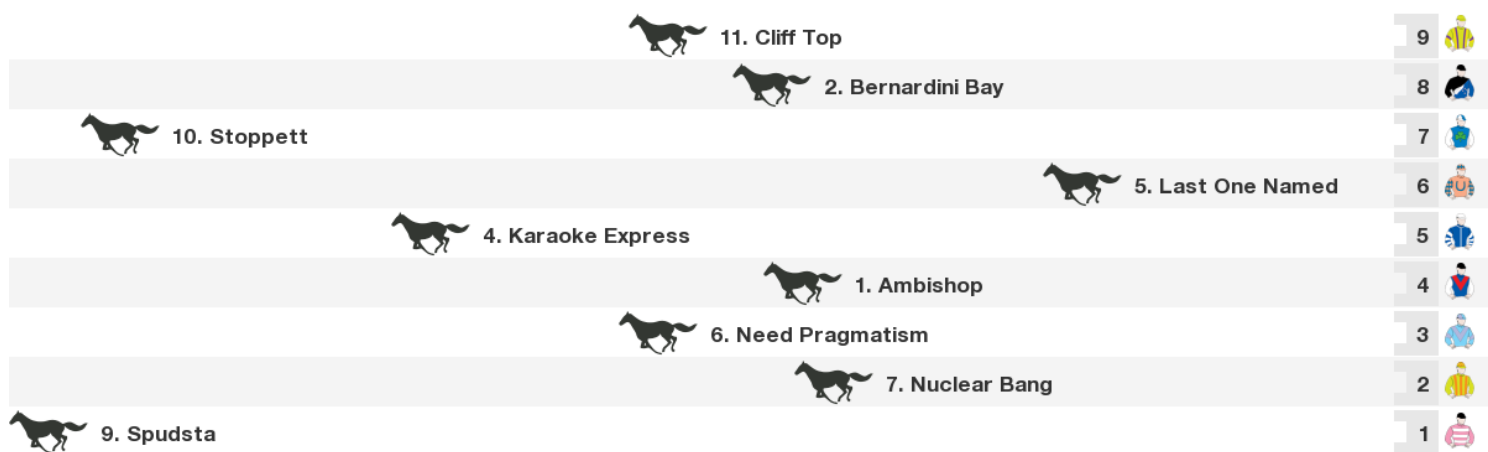 11. Cliff Top 9
2. Bernardini Bay 8
10. Stoppett 7
5. Last One Named 6 U
4. Karaoke Express 5
1. Ambishop 4
6. Need Pragmatism 3
7. Nuclear Bang 2
9. Spudsta 1